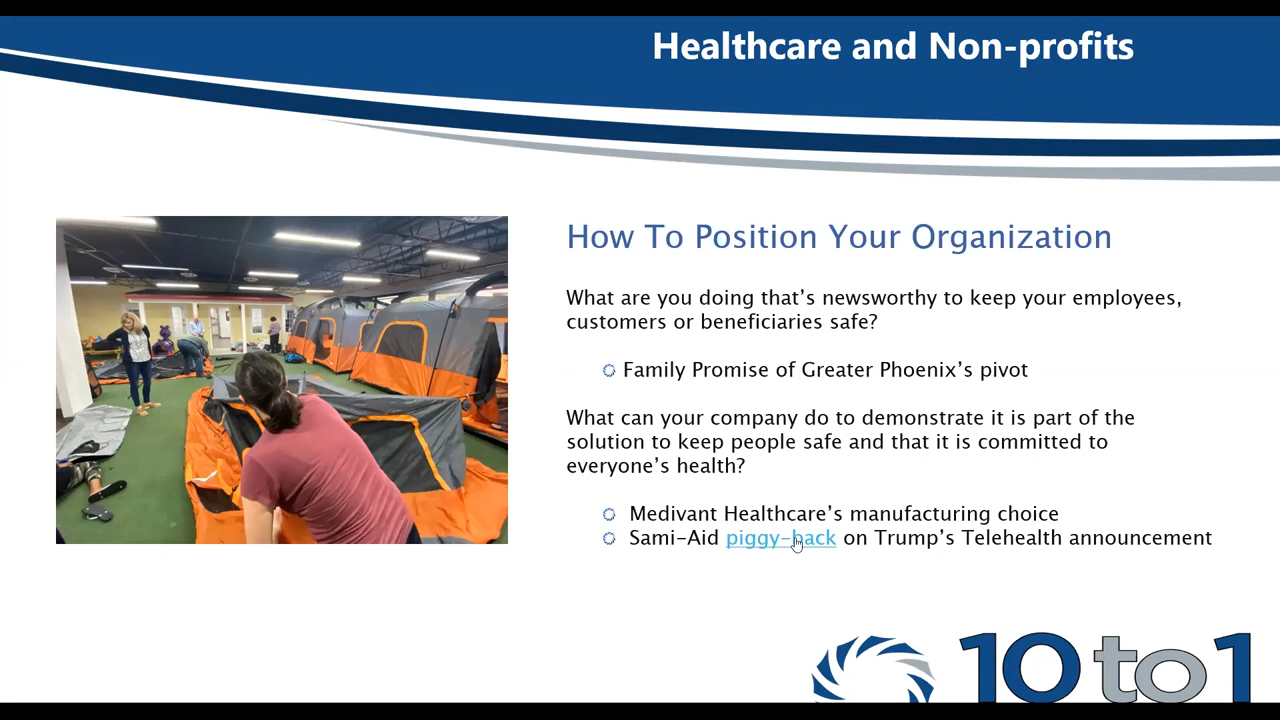 Healthcare and Non-profits
How To Position Your Organization
What are you doing that’s newsworthy to keep your employees,
customers or beneficiaries safe?
Family Promise of Greater Phoenix’s pivot
What can your company do to demonstrate it is part of the
solution to keep people safe and that it is committed to
everyone’s health?
Medivant Healthcare’s manufacturing choice
Sami-Aid piggy-back on Trump’s Telehealth announcement
10to1